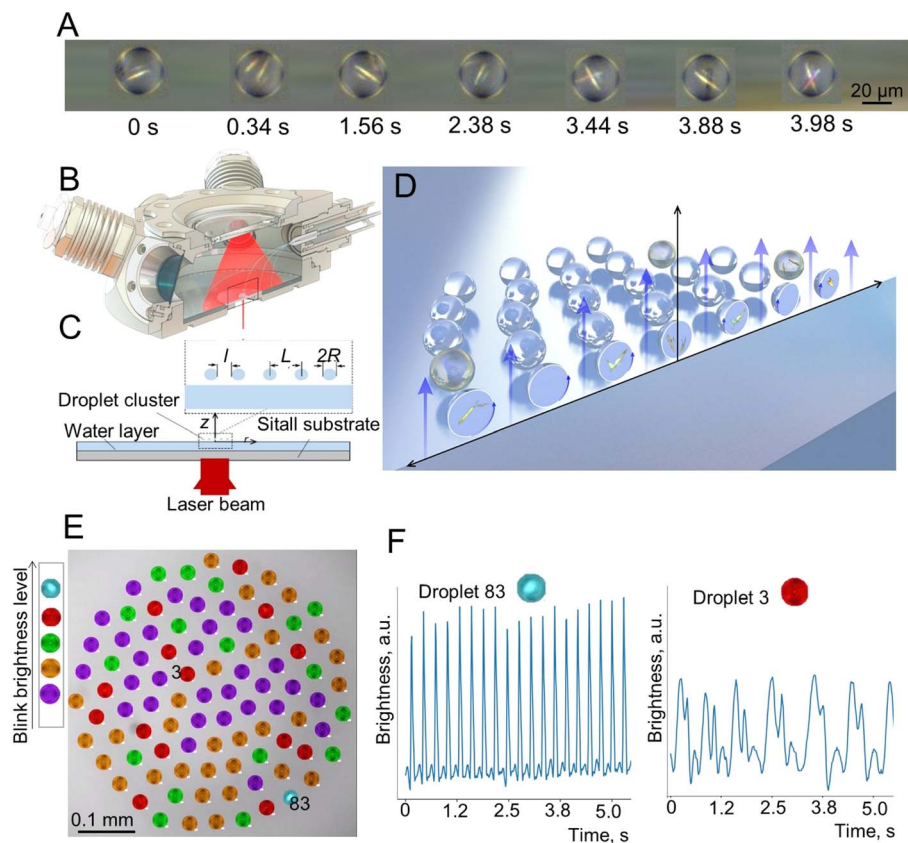 A
0 s 0.34 s 1.56 s 2.38 s 3.44 s 3.88 s 3.98 s
20 µm
B
C
l L 2R
Droplet cluster
z
Water layer
r
Sitall substrate
Laser beam
D
E
Blink brightness level
3
83
0.1 mm
F
Droplet 83
Brightness, a.u.
0 1.2 2.5 3.8 5.0
Time, s
Droplet 3
Brightness, a.u.
0 1.2 2.5 3.8 5.0
Time, s